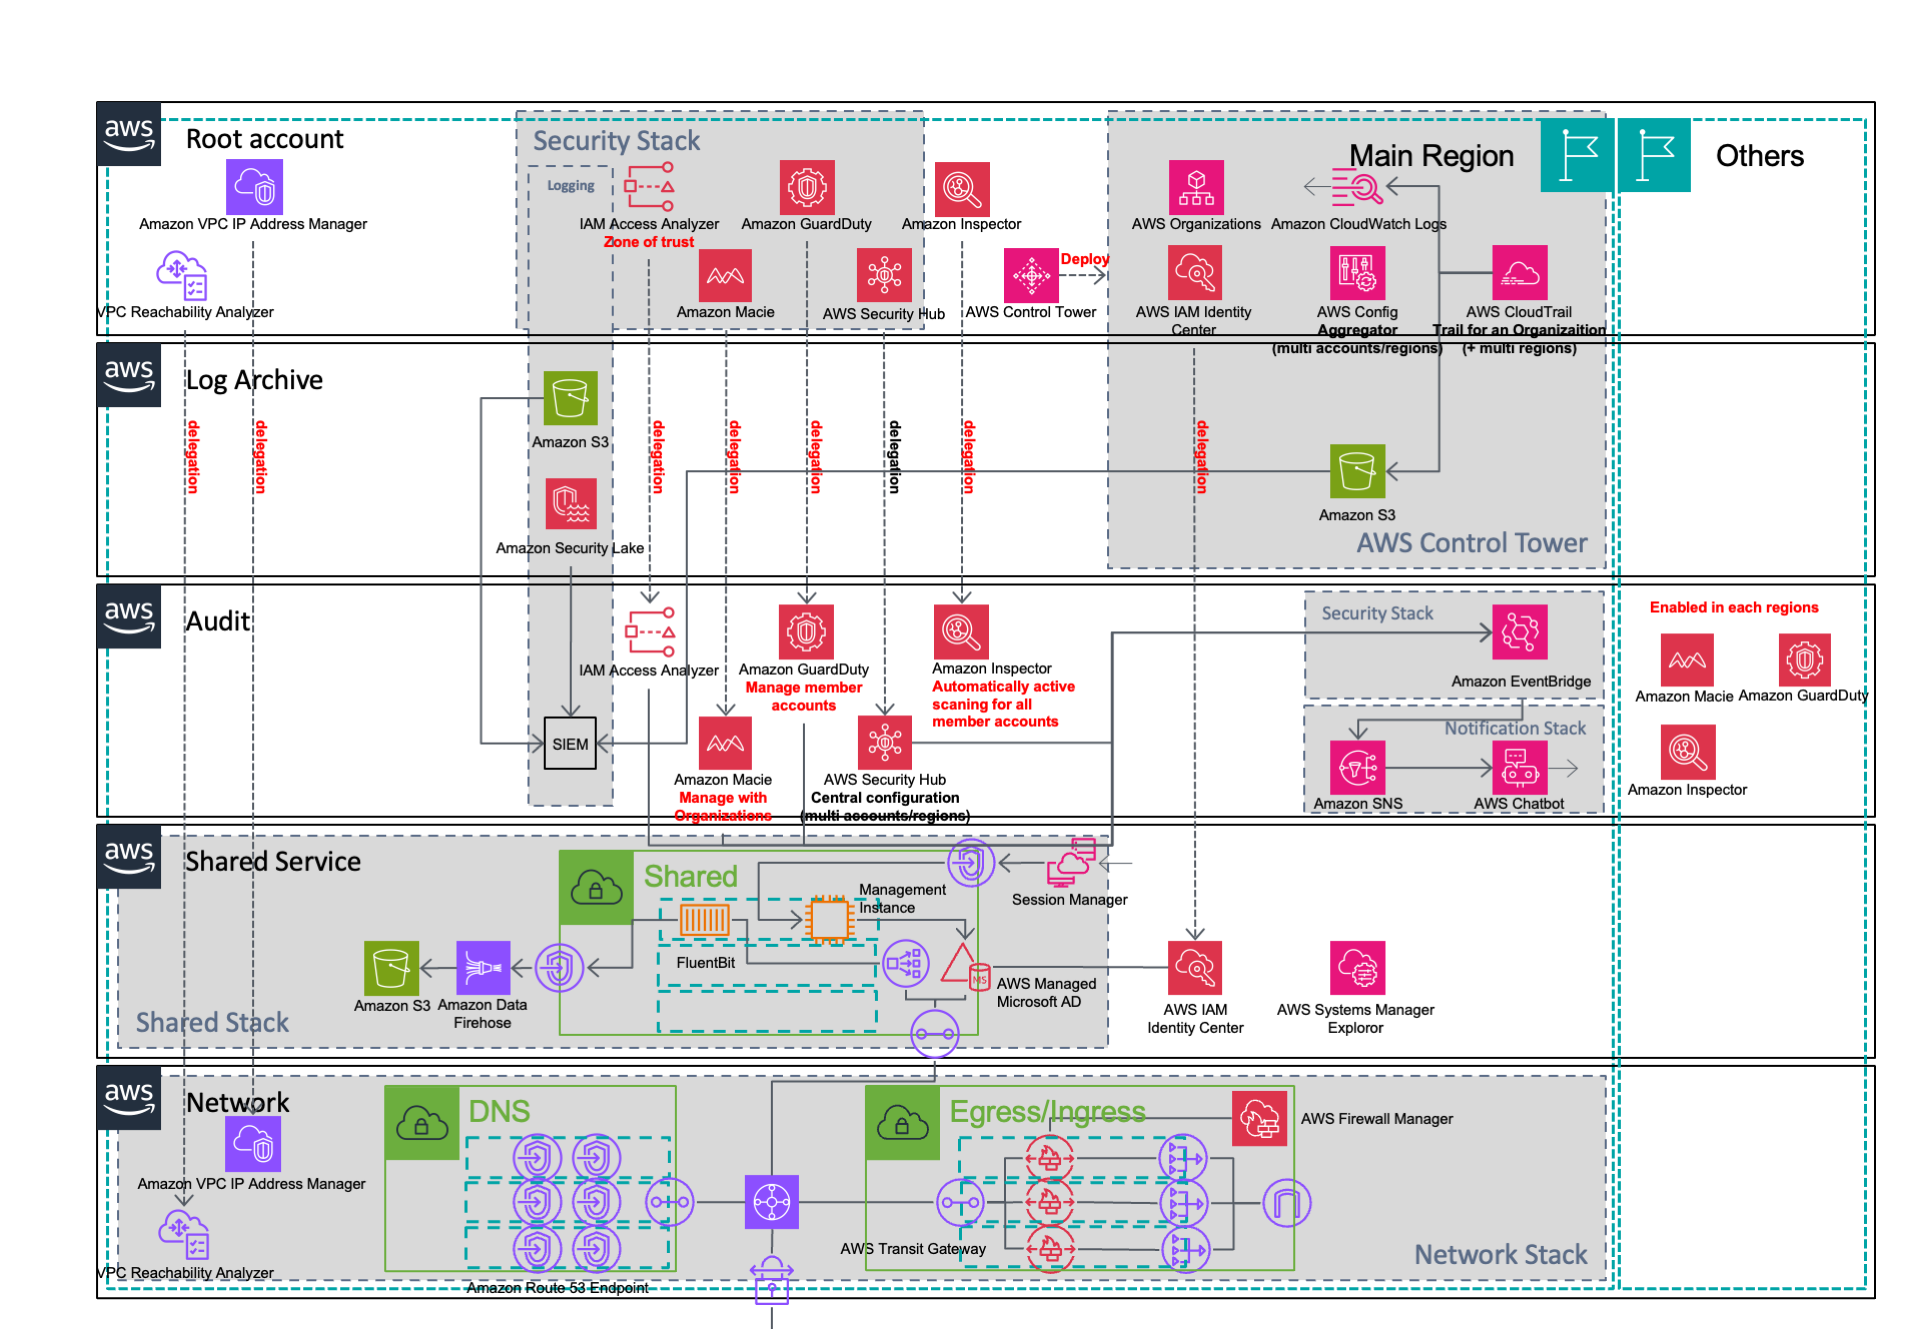 aws
Root account
Amazon VPC IP Address Manager
VPC Reachability Analyzer
Security Stack
Logging
IAM Access Analyzer
Zone of trust
Amazon GuardDuty
Amazon Macie
AWS Security Hub
Amazon Inspector
AWS Control Tower
Deploy
Main Region
Others
AWS Organizations
Amazon CloudWatch Logs
AWS IAM Identity
Center
AWS Config
Aggregator
(multi accounts/regions)
AWS CloudTrail
Trail for an Organizaition
(+ multi regions)
aws
Log Archive
Amazon S3
Amazon Security Lake
delegation
delegation
delegation
delegation
delegation
delegation
delegation
delegation
Amazon S3
AWS Control Tower
aws
Audit
IAM Access Analyzer
SIEM
Amazon GuardDuty
Manage member
accounts
Amazon Macie
Manage with
Organizations
AWS Security Hub
Central configuration
(multi accounts/regions)
Amazon Inspector
Automatically active
scaning for all
member accounts
Security Stack
Amazon EventBridge
Notification Stack
Amazon SNS
AWS Chatbot
Enabled in each regions
Amazon Macie
Amazon GuardDuty
Amazon Inspector
aws
Shared Service
Shared
Management
Instance
Session Manager
FluentBit
Amazon S3
Amazon Data
Firehose
MS
AWS Managed
Microsoft AD
AWS IAM
Identity Center
AWS Systems Manager
Exploror
Shared Stack
aws
Network
Amazon VPC IP Address Manager
VPC Reachability Analyzer
DNS
Amazon Route 53 Endpoint
Egress/Ingress
AWS Firewall Manager
AWS Transit Gateway
Network Stack